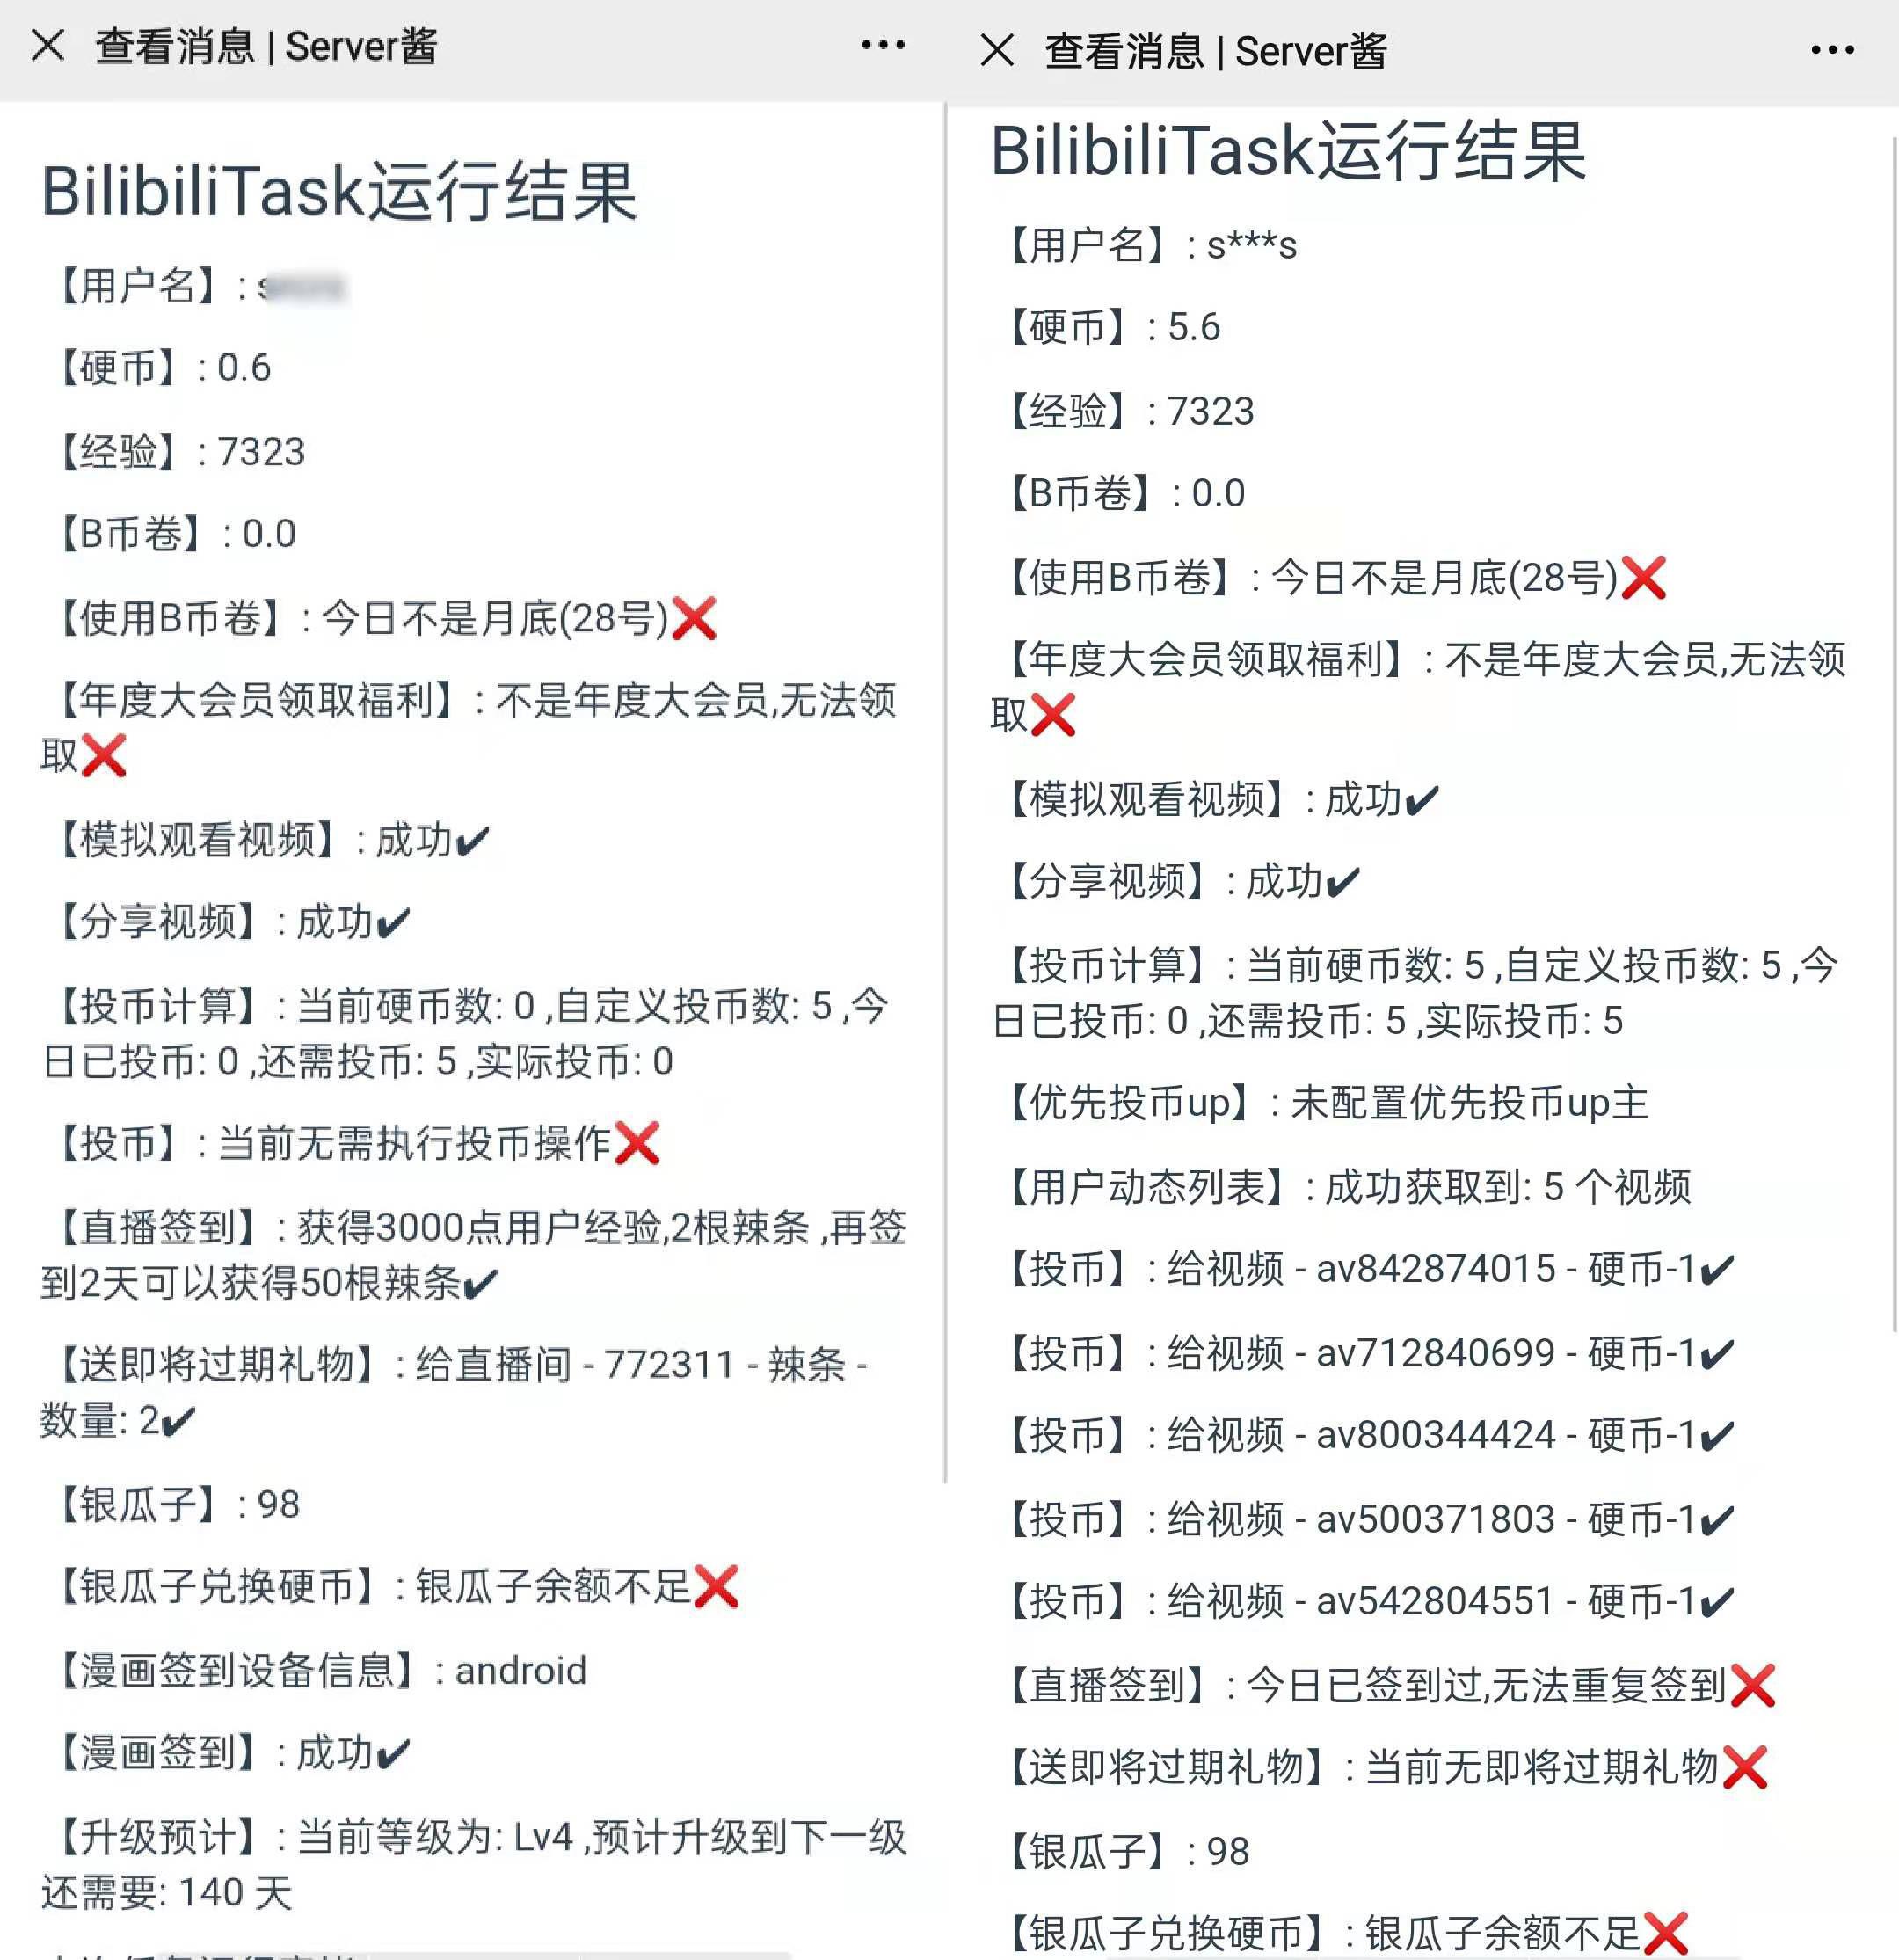 查看消息 | Server酱
BilibiliTask运行结果
【用户名】: s
【硬币】: 0.6
【经验】: 7323
【B币卷】: 0.0
【使用B币卷】: 今日不是月底(28号)❌
【年度大会员领取福利】: 不是年度大会员,无法领
取❌
【模拟观看视频】: 成功✔
【分享视频】: 成功✔
【投币计算】: 当前硬币数: 0 ,自定义投币数: 5 ,今
日已投币: 0 ,还需投币: 5 ,实际投币: 0
【投币】: 当前无需执行投币操作❌
【直播签到】: 获得3000点用户经验,2根辣条 ,再签
到2天可以获得50根辣条✔
【送即将过期礼物】: 给直播间 - 772311 - 辣条 -
数量: 2✔
【银瓜子】: 98
【银瓜子兑换硬币】: 银瓜子余额不足❌
【漫画签到设备信息】: android
【漫画签到】: 成功✔
【升级预计】: 当前等级为: Lv4 ,预计升级到下一级
还需要: 140 天
查看消息 | Server酱
BilibiliTask运行结果
【用户名】: s***s
【硬币】: 5.6
【经验】: 7323
【B币卷】: 0.0
【使用B币卷】: 今日不是月底(28号)❌
【年度大会员领取福利】: 不是年度大会员,无法领
取❌
【模拟观看视频】: 成功✔
【分享视频】: 成功✔
【投币计算】: 当前硬币数: 5 ,自定义投币数: 5 ,今
日已投币: 0 ,还需投币: 5 ,实际投币: 5
【优先投币up】: 未配置优先投币up主
【用户动态列表】: 成功获取到: 5 个视频
【投币】: 给视频 - av842874015 - 硬币-1✔
【投币】: 给视频 - av712840699 - 硬币-1✔
【投币】: 给视频 - av800344424 - 硬币-1✔
【投币】: 给视频 - av500371803 - 硬币-1✔
【投币】: 给视频 - av542804551 - 硬币-1✔
【直播签到】: 今日已签到过,无法重复签到❌
【送即将过期礼物】: 当前无即将过期礼物❌
【银瓜子】: 98
【银瓜子兑换硬币】: 银瓜子余额不足❌